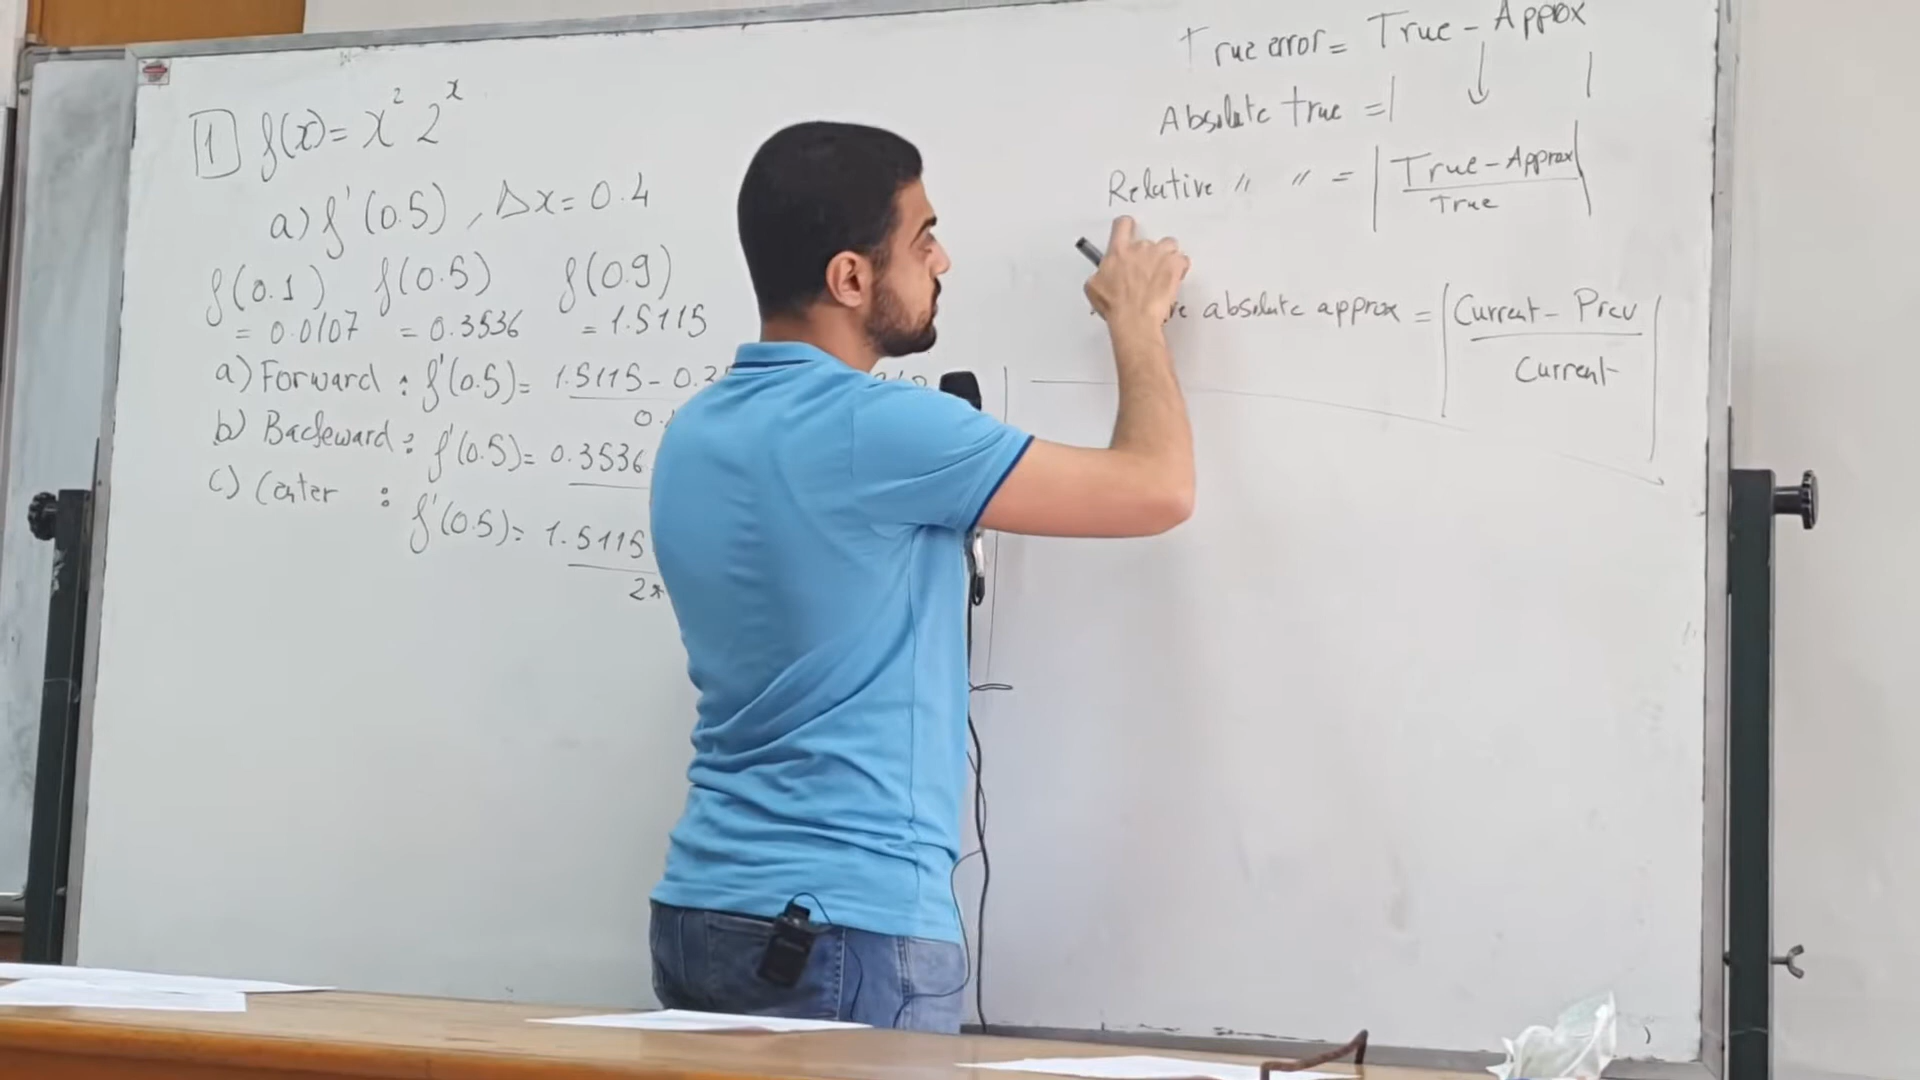 1 f(x)= x² 2ˣ
a) f'(0.5) , Δx= 0.4
f(0.1) f(0.5) f(0.9)
= 0.0107 = 0.3536 = 1.5115
a) Forward : f'(0.5)= 1.5115 - 0.3
0.
b) Backward : f'(0.5)= 0.3536
c) Center : f'(0.5)= 1.5115
2*
True error = True - Approx
Absolute true = | ↓ |
Relative " " = | True - Approx |
True
absolute approx = | Current - Prev |
Current